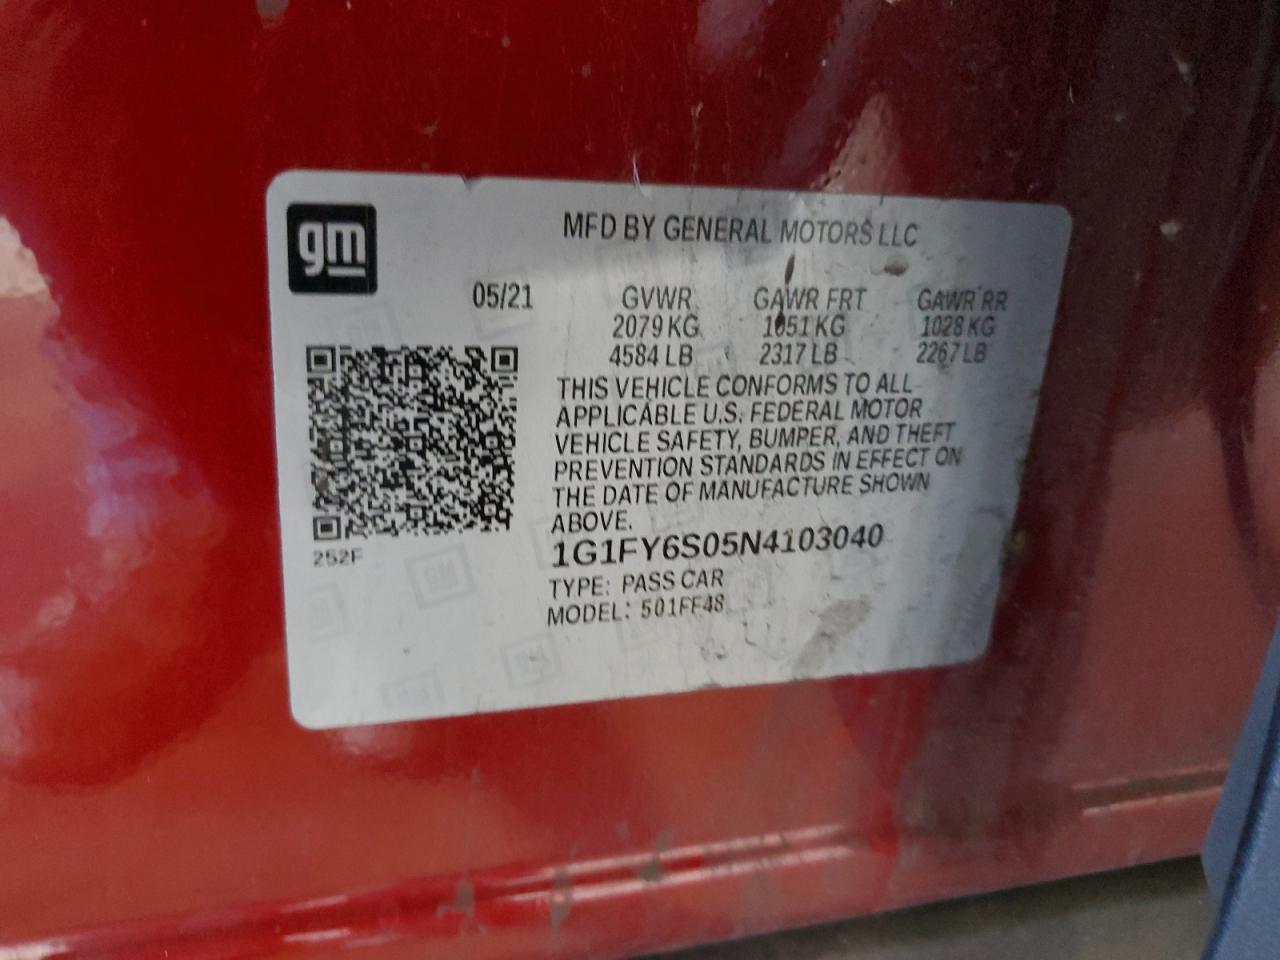 gm
MFD BY GENERAL MOTORS LLC
05/21 GVWR GAWR FRT GAWR RR
2079 KG 1051 KG 1028 KG
4584 LB 2317 LB 2267 LB
THIS VEHICLE CONFORMS TO ALL
APPLICABLE U.S. FEDERAL MOTOR
VEHICLE SAFETY, BUMPER, AND THEFT
PREVENTION STANDARDS IN EFFECT ON
THE DATE OF MANUFACTURE SHOWN
ABOVE.
252F
1G1FY6S05N4103040
TYPE: PASS CAR
MODEL: 501FF48